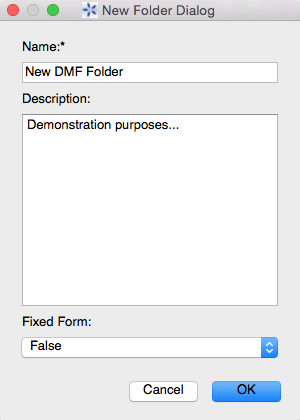 New Folder Dialog
Name:*
New DMF Folder
Description:
Demonstration purposes...
Fixed Form:
False
Cancel
OK